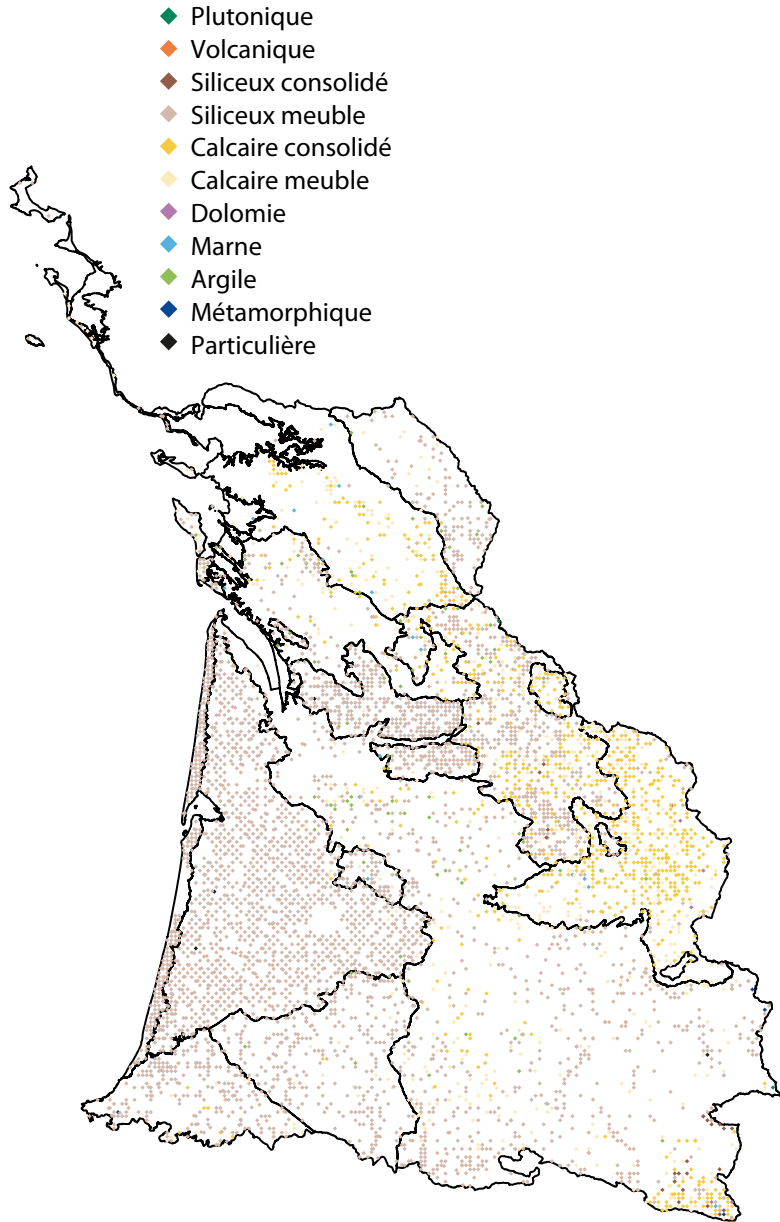 Plutonique
Volcanique
Siliceux consolidé
Siliceux meuble
Calcaire consolidé
Calcaire meuble
Dolomie
Marne
Argile
Métamorphique
Particulière